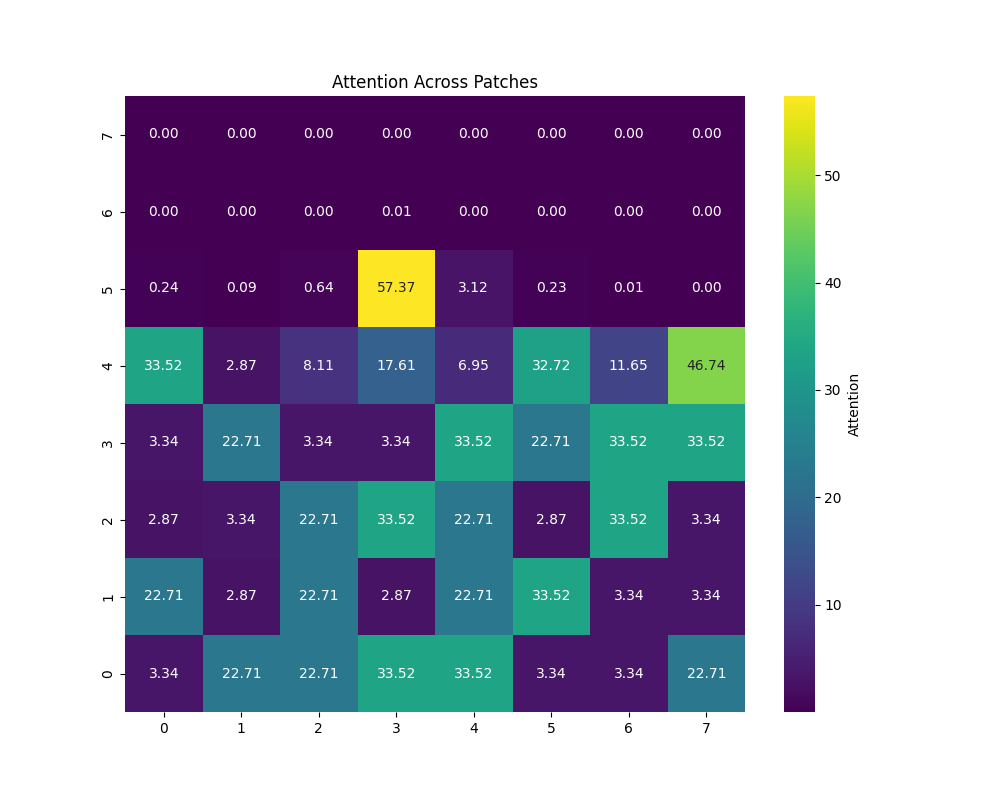 Attention Across Patches
7 0.00 0.00 0.00 0.00 0.00 0.00 0.00 0.00
50
6 0.00 0.00 0.00 0.01 0.00 0.00 0.00 0.00
5 0.24 0.09 0.64 57.37 3.12 0.23 0.01 0.00
40
4 33.52 2.87 8.11 17.61 6.95 32.72 11.65 46.74
30
Attention
3 3.34 22.71 3.34 3.34 33.52 22.71 33.52 33.52
20
2 2.87 3.34 22.71 33.52 22.71 2.87 33.52 3.34
1 22.71 2.87 22.71 2.87 22.71 33.52 3.34 3.34
10
0 3.34 22.71 22.71 33.52 33.52 3.34 3.34 22.71
0 1 2 3 4 5 6 7